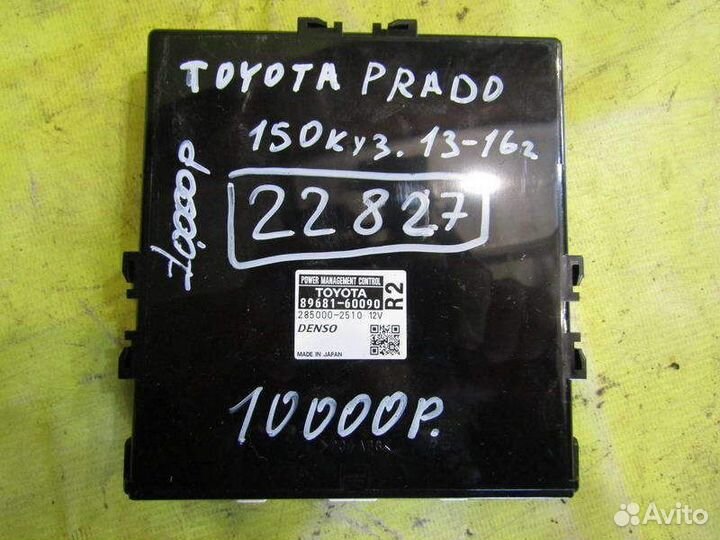 TOYOTA PRADO
150куз. 13-16г
22827
POWER MANAGEMENT CONTROL
TOYOTA
89681-60090
R2
285000-2510 12V
DENSO
MADE IN JAPAN
10000р.
Avito